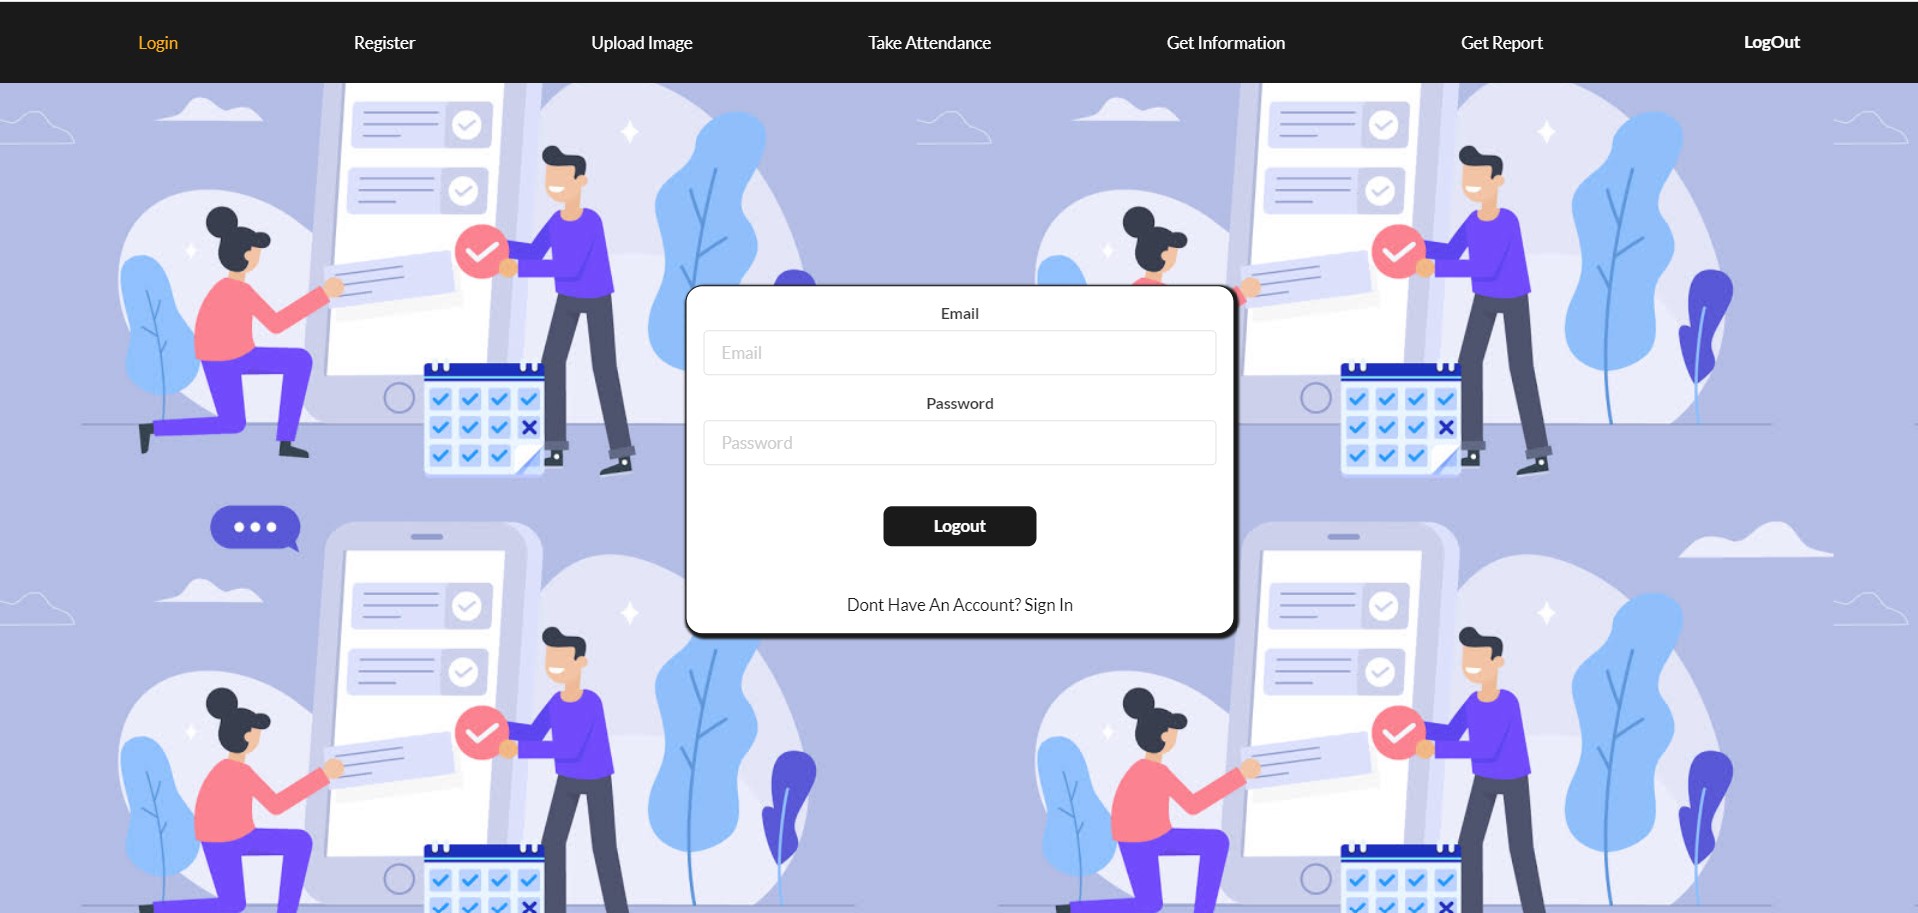 Login Register Upload Image Take Attendance Get Information Get Report LogOut
Email
Email
Password
Password
Logout
Dont Have An Account? Sign In